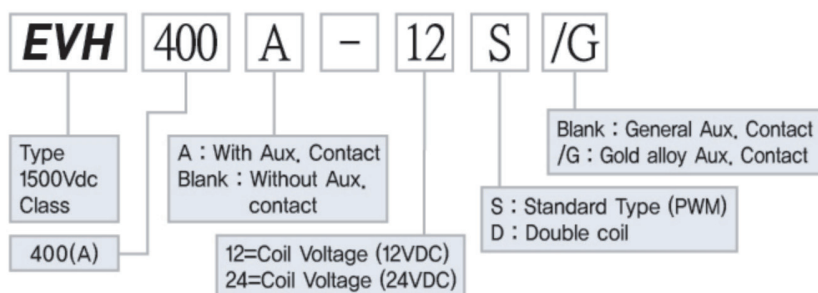 EVH 400 A - 12 S /G
Type
1500Vdc
Class
400(A)
A : With Aux. Contact
Blank : Without Aux.
contact
12=Coil Voltage (12VDC)
24=Coil Voltage (24VDC)
S : Standard Type (PWM)
D : Double coil
Blank : General Aux. Contact
/G : Gold alloy Aux. Contact